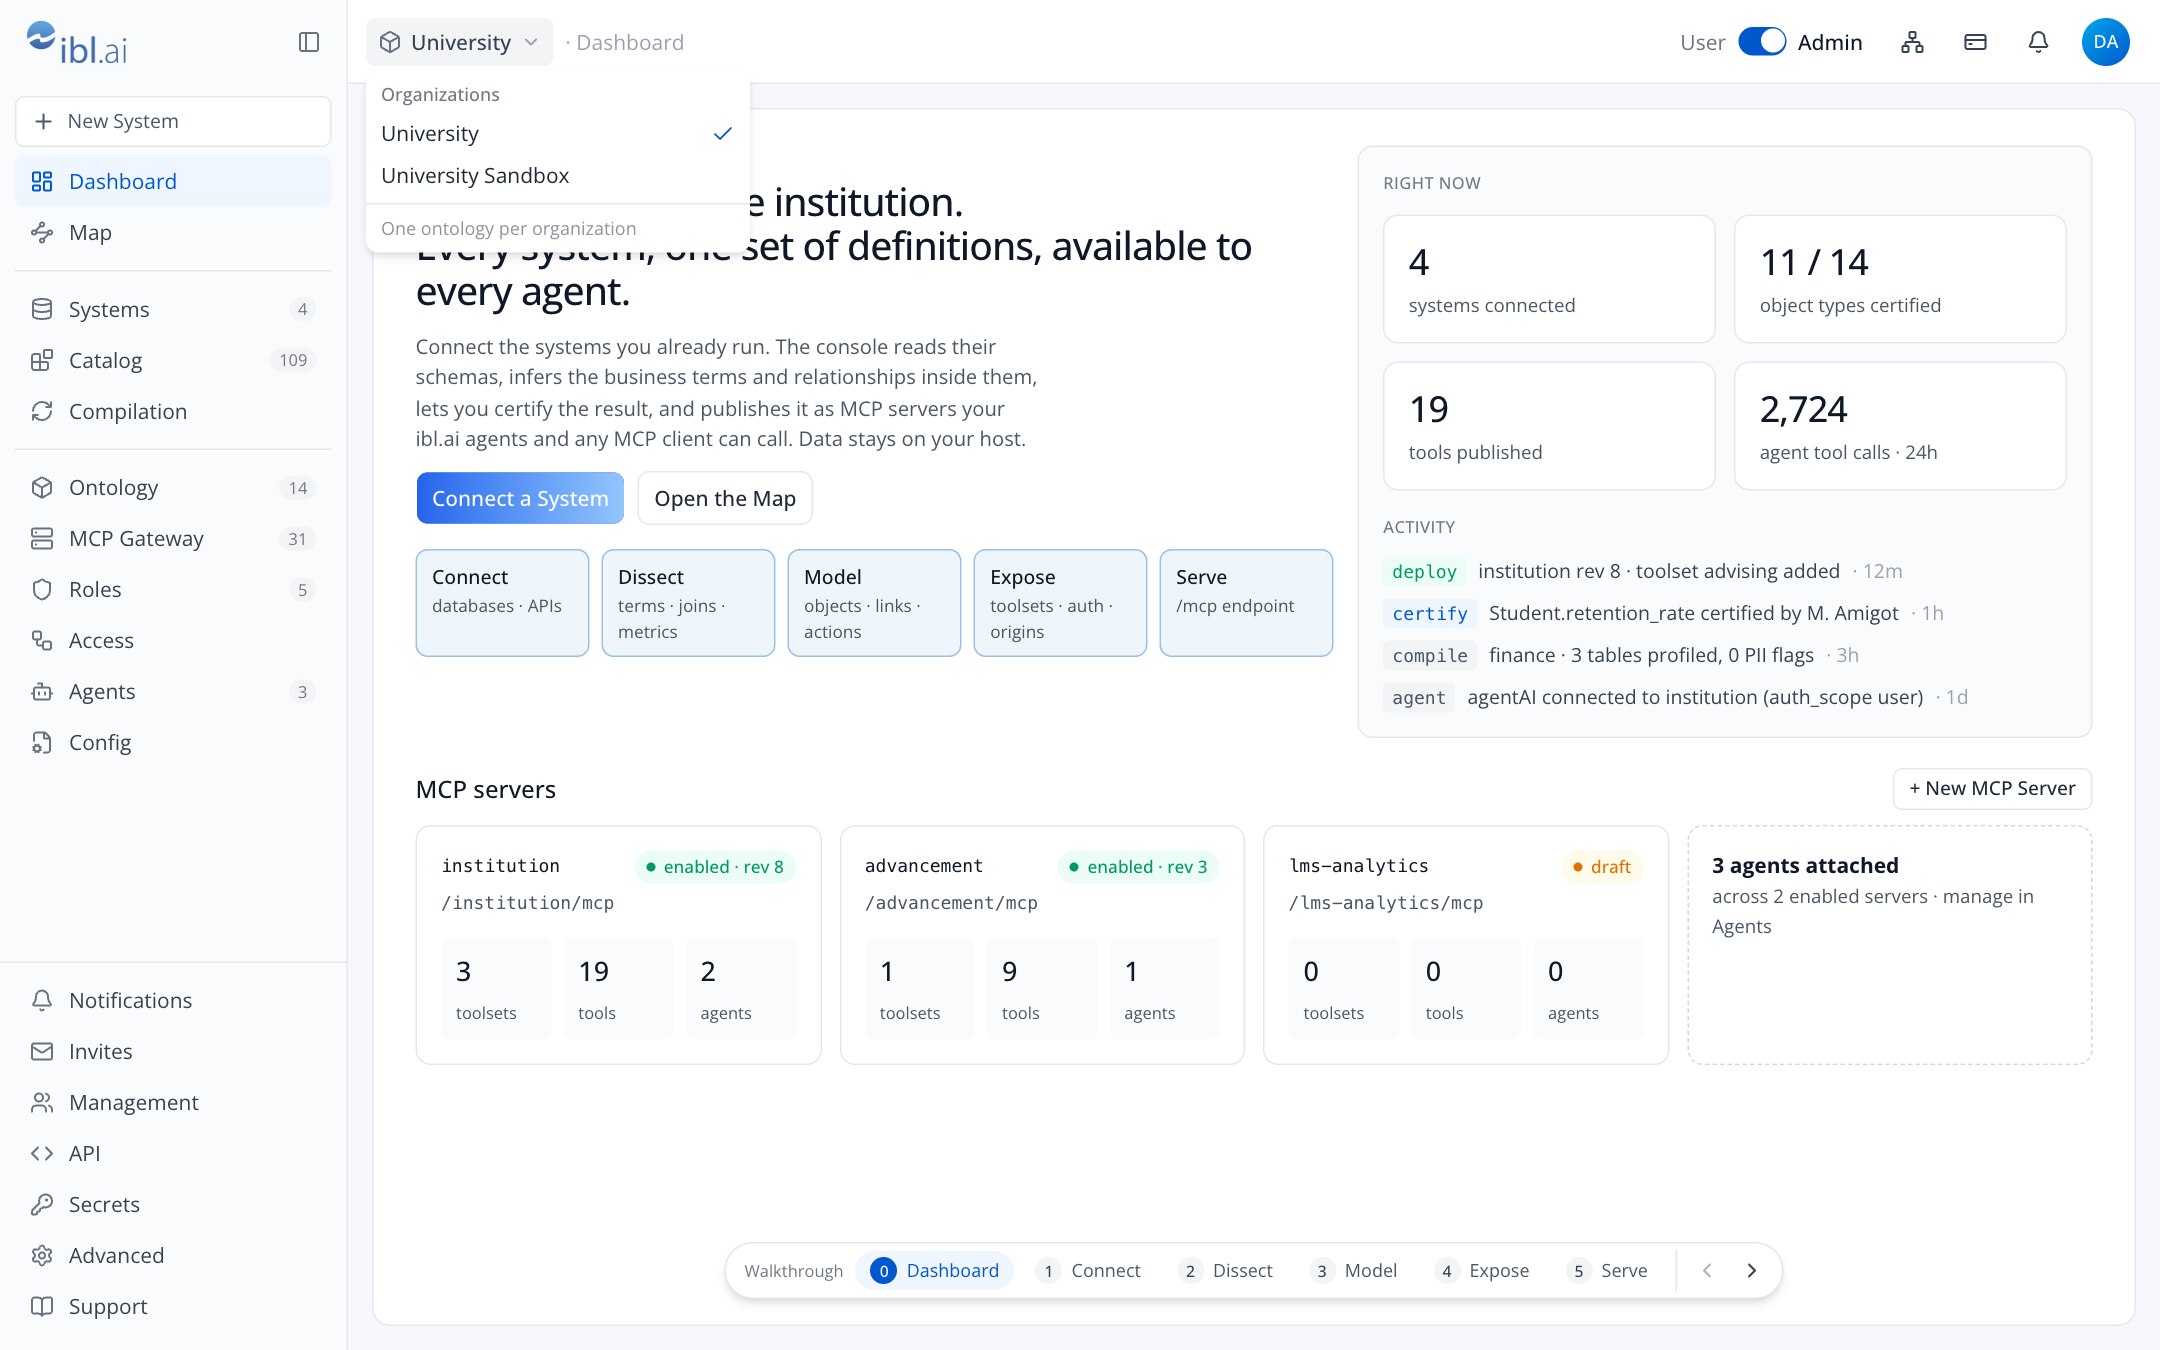 ibl.ai
New System
Dashboard
Map
Systems 4
Catalog 109
Compilation
Ontology 14
MCP Gateway 31
Roles 5
Access
Agents 3
Config
Notifications
Invites
Management
API
Secrets
Advanced
Support
University · Dashboard
User Admin DA
Organizations
University
University Sandbox
One ontology per organization
institution.
Every system, one set of definitions, available to
every agent.
Connect the systems you already run. The console reads their
schemas, infers the business terms and relationships inside them,
lets you certify the result, and publishes it as MCP servers your
ibl.ai agents and any MCP client can call. Data stays on your host.
Connect a System Open the Map
Connect
databases · APIs
Dissect
terms · joins ·
metrics
Model
objects · links ·
actions
Expose
toolsets · auth ·
origins
Serve
/mcp endpoint
RIGHT NOW
4
systems connected
11 / 14
object types certified
19
tools published
2,724
agent tool calls · 24h
ACTIVITY
deploy institution rev 8 · toolset advising added · 12m
certify Student.retention_rate certified by M. Amigot · 1h
compile finance · 3 tables profiled, 0 PII flags · 3h
agent agentAI connected to institution (auth_scope user) · 1d
MCP servers
+ New MCP Server
institution enabled · rev 8
/institution/mcp
3 19 2
toolsets tools agents
advancement enabled · rev 3
/advancement/mcp
1 9 1
toolsets tools agents
lms-analytics draft
/lms-analytics/mcp
0 0 0
toolsets tools agents
3 agents attached
across 2 enabled servers · manage in
Agents
Walkthrough 0 Dashboard 1 Connect 2 Dissect 3 Model 4 Expose 5 Serve